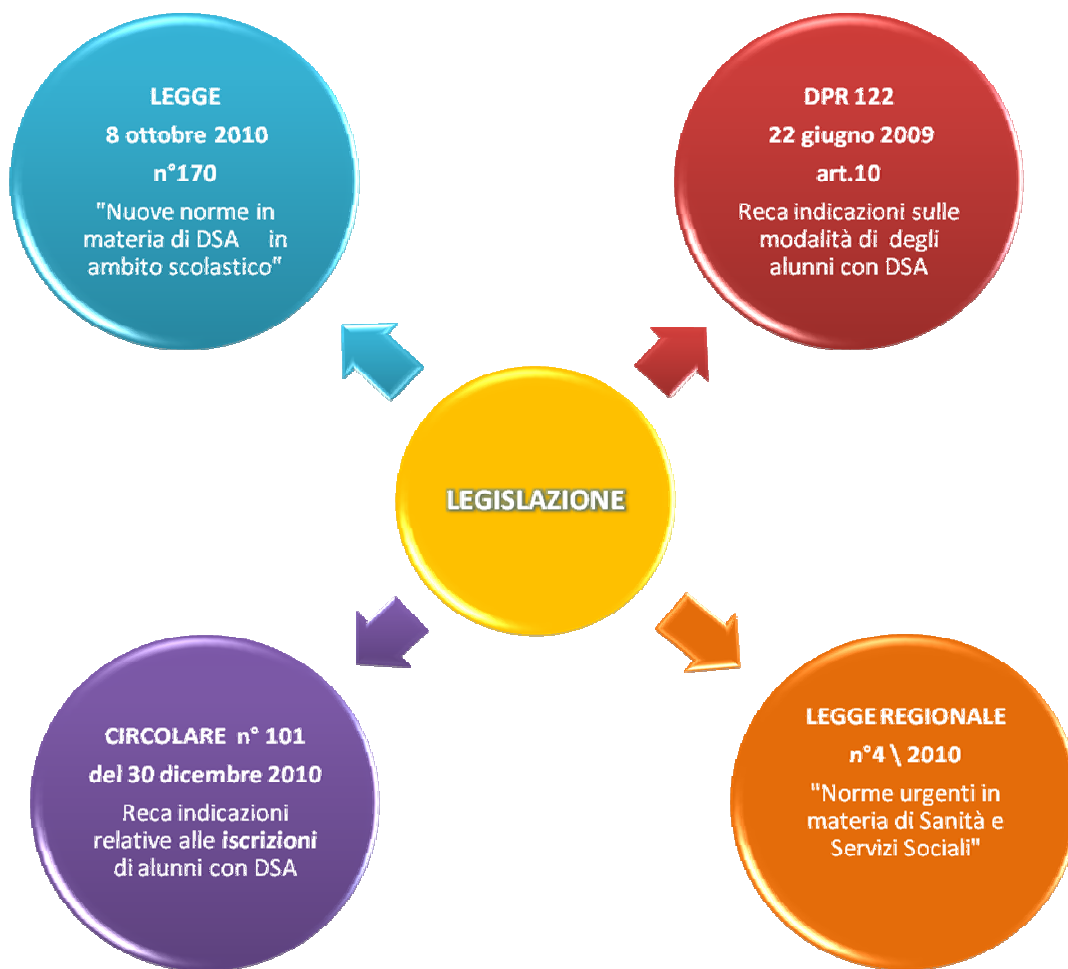 LEGGE
8 ottobre 2010
n°170
"Nuove norme in
materia di DSA in
ambito scolastico"
DPR 122
22 giugno 2009
art.10
Reca indicazioni sulle
modalità di degli
alunni con DSA
LEGISLAZIONE
CIRCOLARE n° 101
del 30 dicembre 2010
Reca indicazioni
relative alle iscrizioni
di alunni con DSA
LEGGE REGIONALE
n°4 \ 2010
"Norme urgenti in
materia di Sanità e
Servizi Sociali"